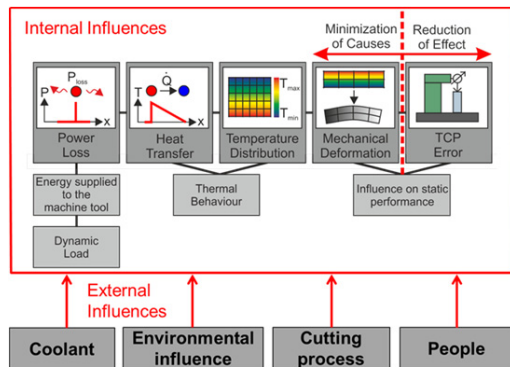 Internal Influences
Minimization
of Causes
Reduction
of Effect
P
Ploss
x
Power
Loss
T
Q̇
x
Heat
Transfer
Tmax
Tmin
Temperature
Distribution
Mechanical
Deformation
TCP
Error
Energy supplied
to the
machine tool
Thermal
Behaviour
Influence on static
performance
Dynamic
Load
External
Influences
Coolant
Environmental
influence
Cutting
process
People